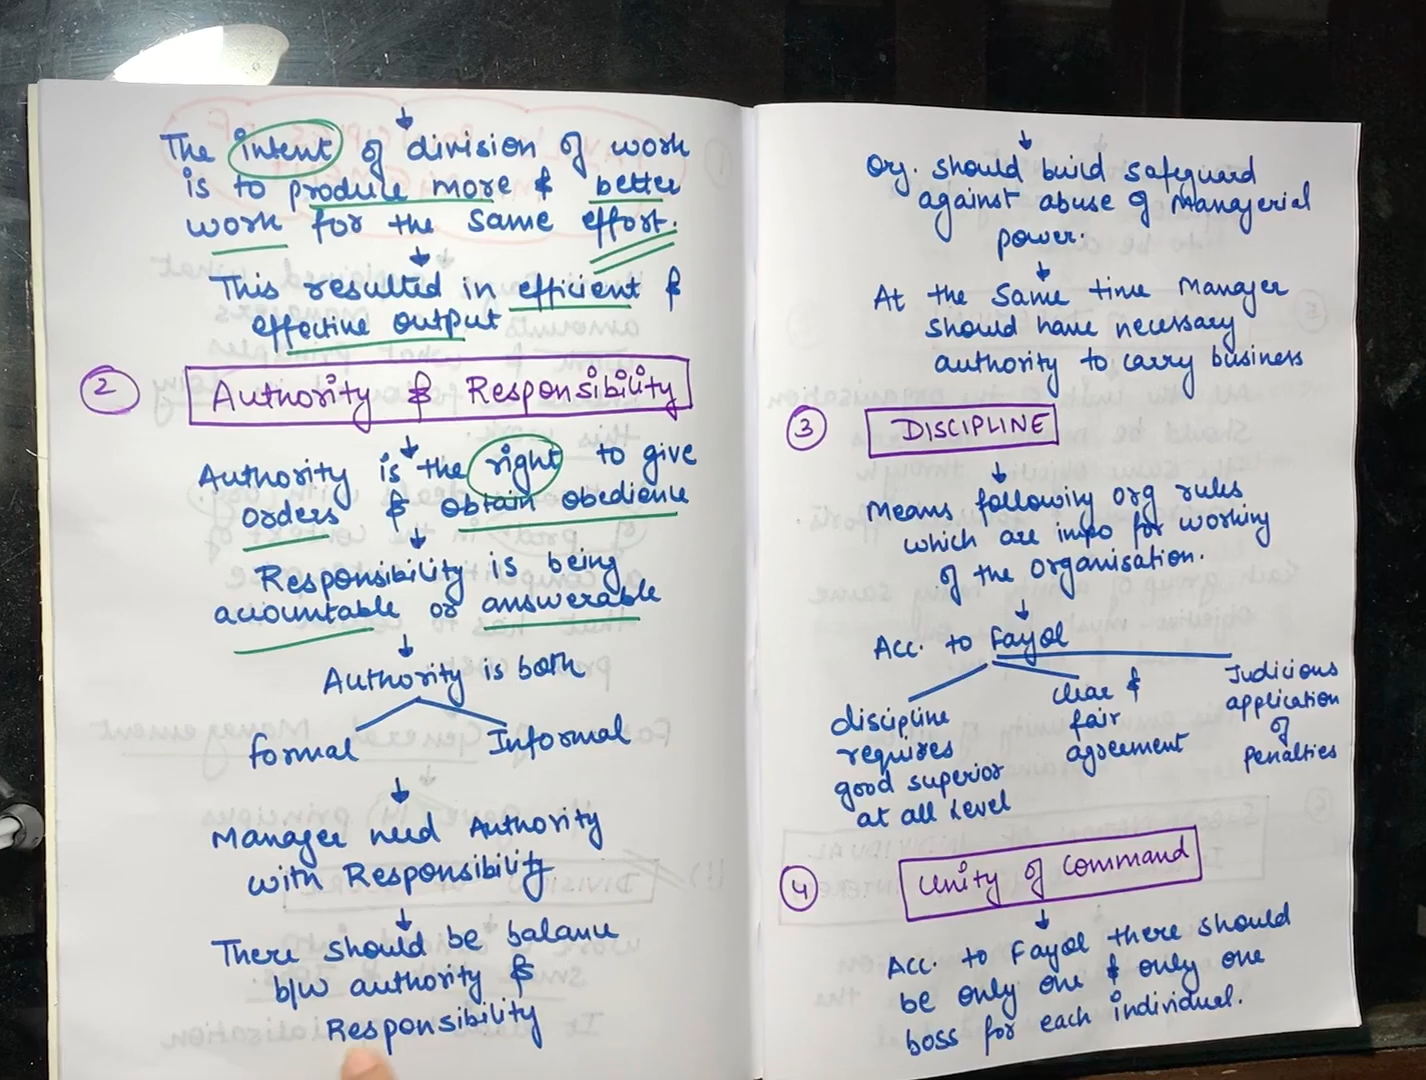 The intent of division of work
is to produce more & better
work for the same effort.
This resulted in efficient &
effective output
2 Authority & Responsibility
Authority is the right to give
orders & obtain obedience
Responsibility is being
accountable or answerable
Authority is both
formal Informal
Manager need Authority
with Responsibility
There should be balance
b/w authority &
Responsibility
Org. should build safeguard
against abuse of Managerial
power.
At the same time Manager
should have necessary
authority to carry business
3 DISCIPLINE
Means following org rules
which are impo for working
of the organisation.
Acc. to Fayol
discipline
requires
good superior
at all level
clear &
fair
agreement
Judicious
application
of
Penalties
4 Unity of Command
Acc. to Fayol there should
be only one & only one
boss for each individual.